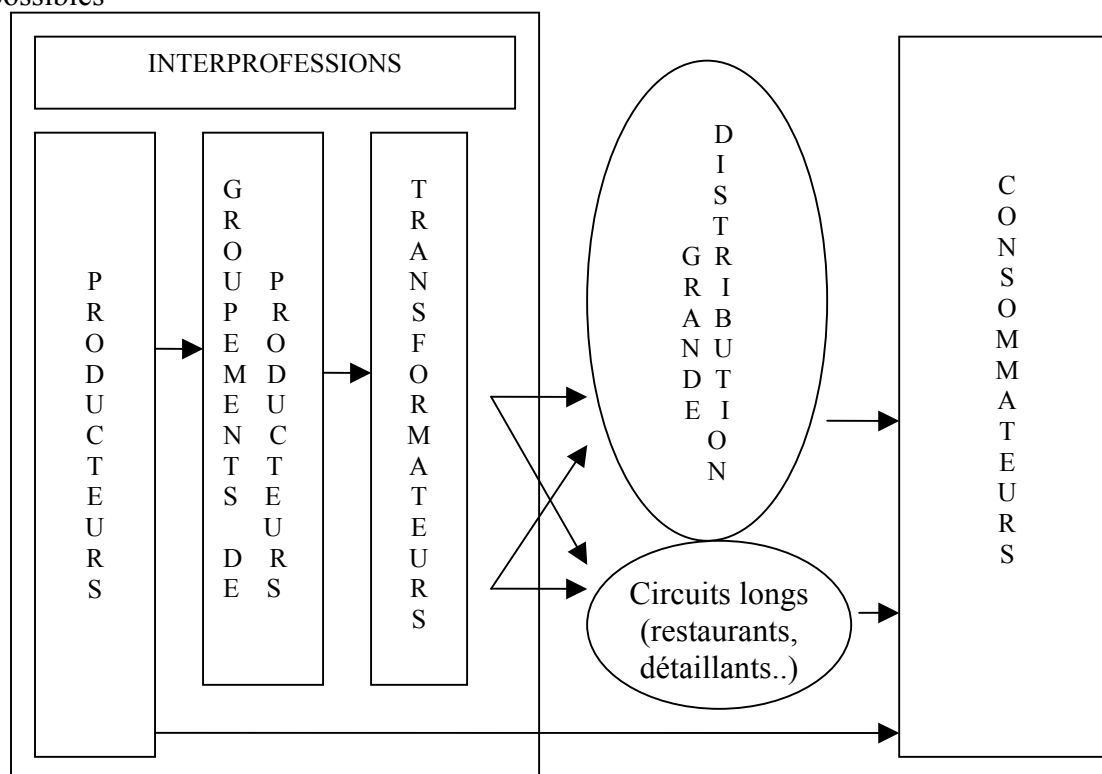 possibles
INTERPROFESSIONS
PRODUCTEURS
GROUPEMENTS DE
PRODUCTEURS
TRANSFORMATEURS
GRANDE
DISTRIBUTION
Circuits longs
(restaurants,
détaillants..)
CONSOMMATEURS